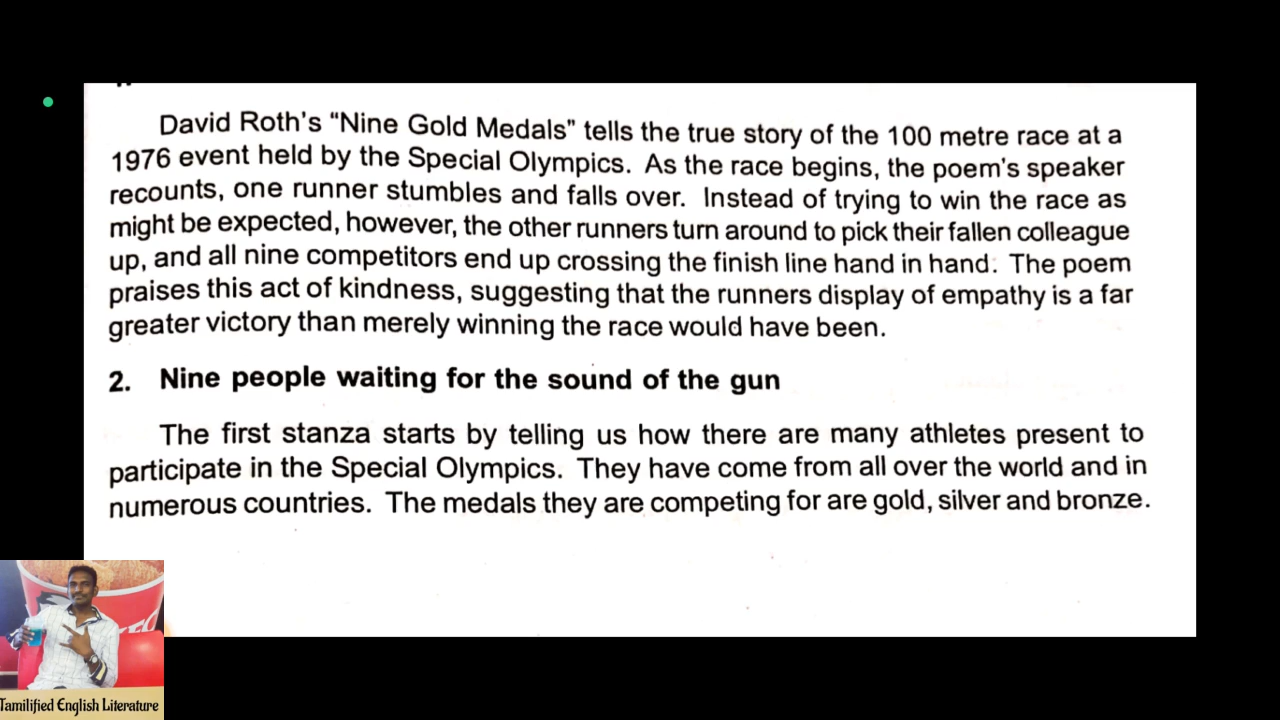 David Roth's “Nine Gold Medals” tells the true story of the 100 metre race at a
1976 event held by the Special Olympics. As the race begins, the poem's speaker
recounts, one runner stumbles and falls over. Instead of trying to win the race as
might be expected, however, the other runners turn around to pick their fallen colleague
up, and all nine competitors end up crossing the finish line hand in hand. The poem
praises this act of kindness, suggesting that the runners display of empathy is a far
greater victory than merely winning the race would have been.
2. Nine people waiting for the sound of the gun
The first stanza starts by telling us how there are many athletes present to
participate in the Special Olympics. They have come from all over the world and in
numerous countries. The medals they are competing for are gold, silver and bronze.
Tamilified English Literature